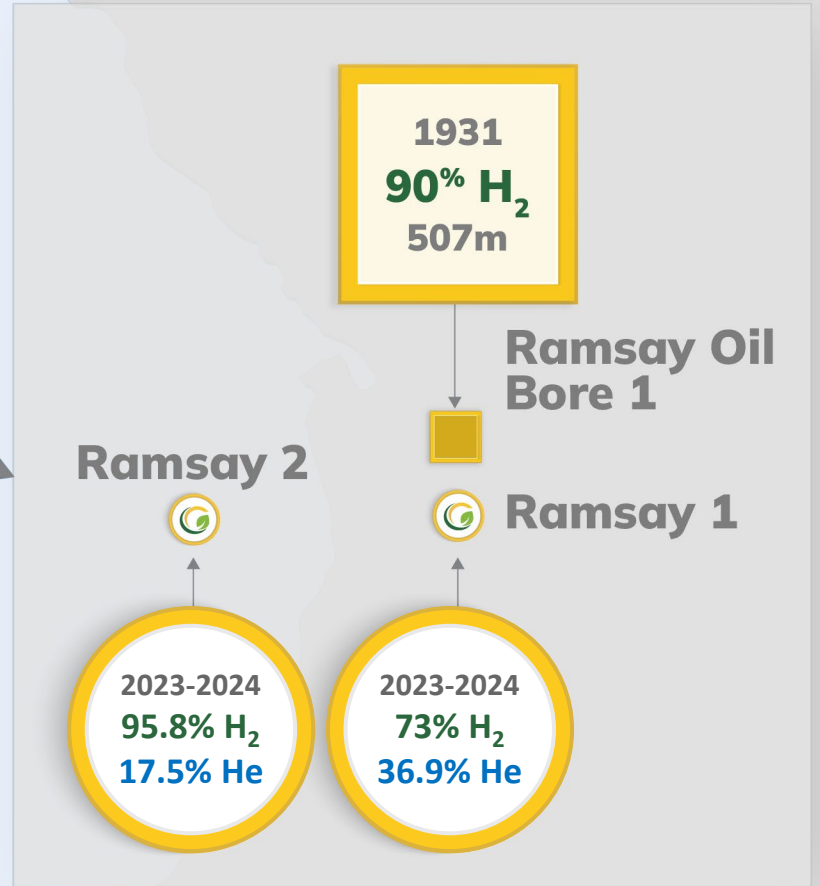 1931
90% H₂
507m
Ramsay Oil
Bore 1
Ramsay 2
Ramsay 1
2023-2024
95.8% H₂
17.5% He
2023-2024
73% H₂
36.9% He